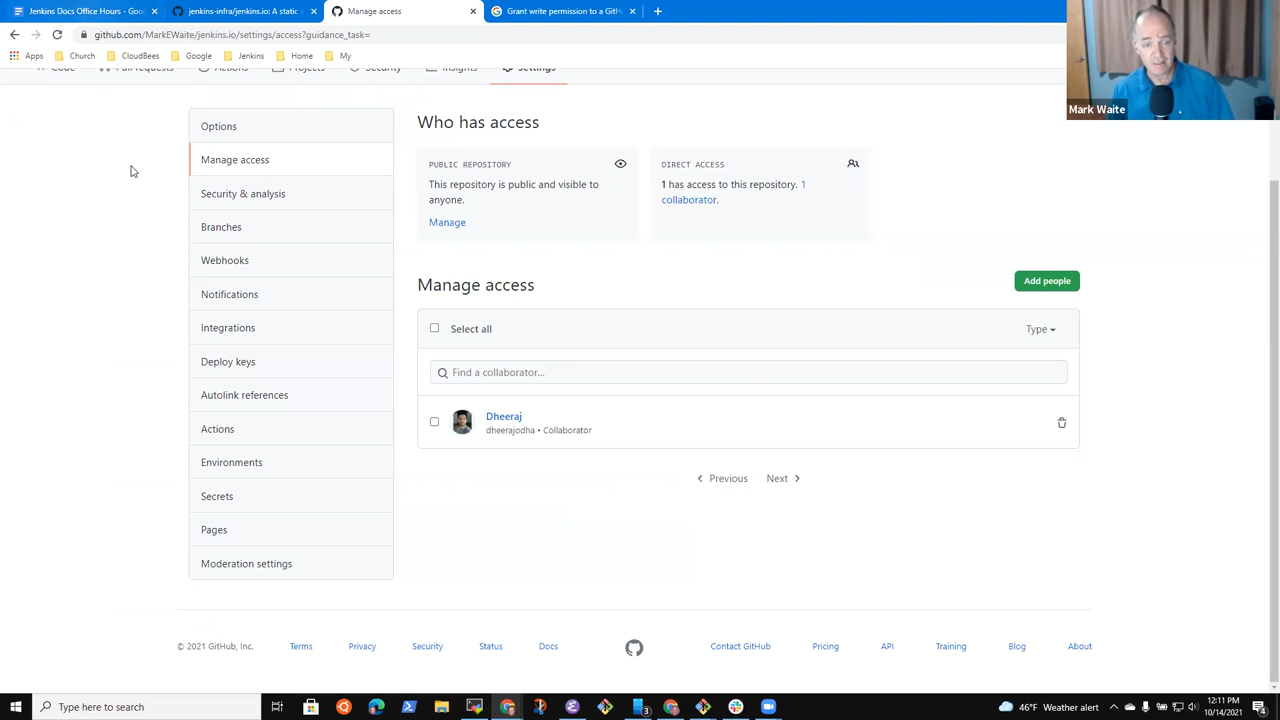 Jenkins Docs Office Hours - Goo
jenkins-infra/jenkins.io: A static s
Manage access
Grant write permission to a GitHu
github.com/MarkEWaite/jenkins.io/settings/access?guidance_task=
Apps
Church
CloudBees
Google
Jenkins
Home
My
Code
Pull requests
Actions
Projects
Security
Insights
Settings
Mark Waite
Options
Manage access
Security & analysis
Branches
Webhooks
Notifications
Integrations
Deploy keys
Autolink references
Actions
Environments
Secrets
Pages
Moderation settings
Who has access
PUBLIC REPOSITORY
This repository is public and visible to
anyone.
Manage
DIRECT ACCESS
1 has access to this repository. 1
collaborator.
Manage access
Add people
Select all
Type
Find a collaborator...
Dheeraj
dheerajodha • Collaborator
Previous
Next
© 2021 GitHub, Inc.
Terms
Privacy
Security
Status
Docs
Contact GitHub
Pricing
API
Training
Blog
About
Type here to search
3
46°F Weather alert
12:11 PM
10/14/2021
2